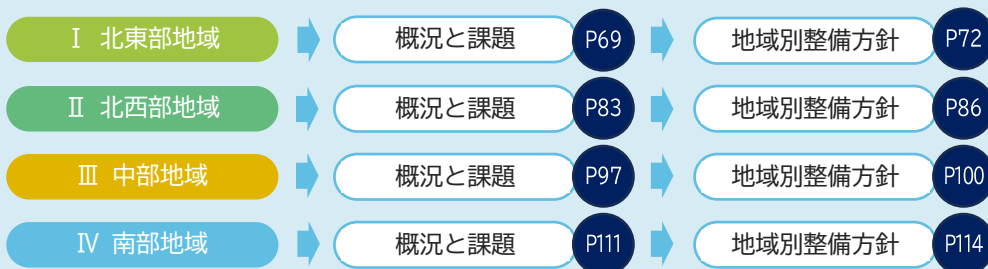 Ⅰ 北東部地域 概況と課題 P69 地域別整備方針 P72
Ⅱ 北西部地域 概況と課題 P83 地域別整備方針 P86
Ⅲ 中部地域 概況と課題 P97 地域別整備方針 P100
Ⅳ 南部地域 概況と課題 P111 地域別整備方針 P114